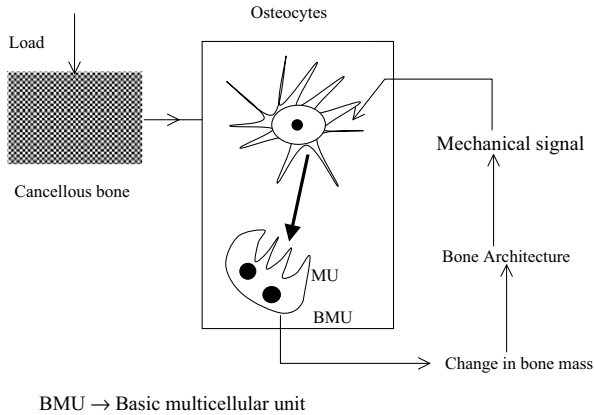 Osteocytes
Load
Mechanical signal
Cancellous bone
Bone Architecture
MU
BMU
Change in bone mass
BMU → Basic multicellular unit